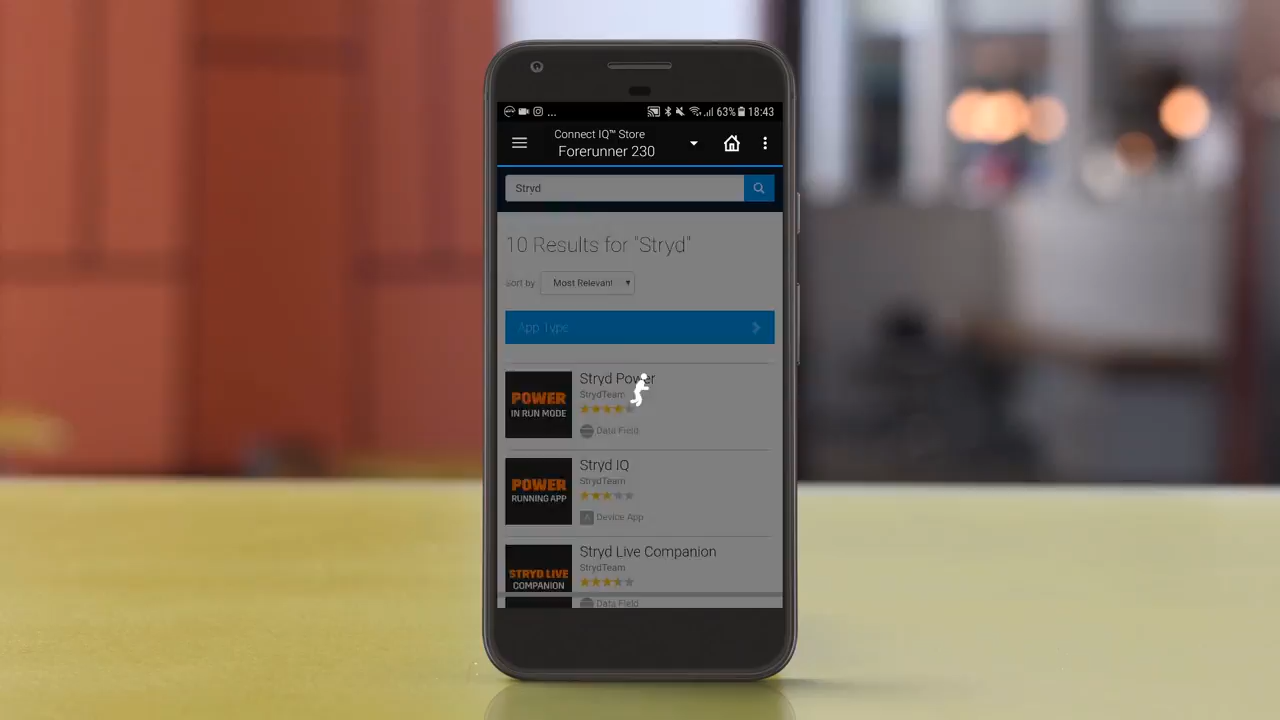 ... 63% 18:43
Connect IQ™ Store
Forerunner 230
Stryd
10 Results for "Stryd"
Sort by Most Relevant
App Type
POWER
IN RUN MODE
Stryd Power
StrydTeam
Data Field
POWER
RUNNING APP
Stryd IQ
StrydTeam
Device App
STRYD LIVE
COMPANION
Stryd Live Companion
StrydTeam
Data Field